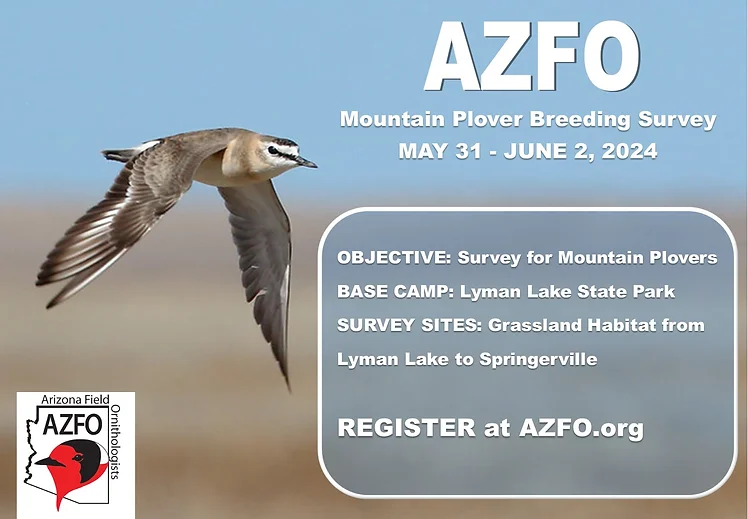 AZFO
Mountain Plover Breeding Survey
MAY 31 - JUNE 2, 2024
OBJECTIVE: Survey for Mountain Plovers
BASE CAMP: Lyman Lake State Park
SURVEY SITES: Grassland Habitat from
Lyman Lake to Springerville
REGISTER at AZFO.org
Arizona Field
Ornithologists
AZFO